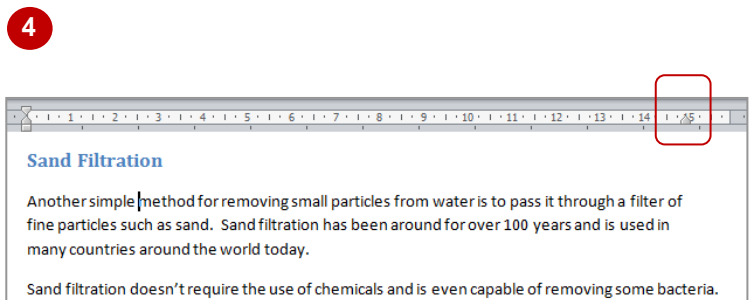 4
1 2 3 4 5 6 7 8 9 10 11 12 13 14 15
Sand Filtration
Another simple method for removing small particles from water is to pass it through a filter of
fine particles such as sand.  Sand filtration has been around for over 100 years and is used in
many countries around the world today.
Sand filtration doesn’t require the use of chemicals and is even capable of removing some bacteria.